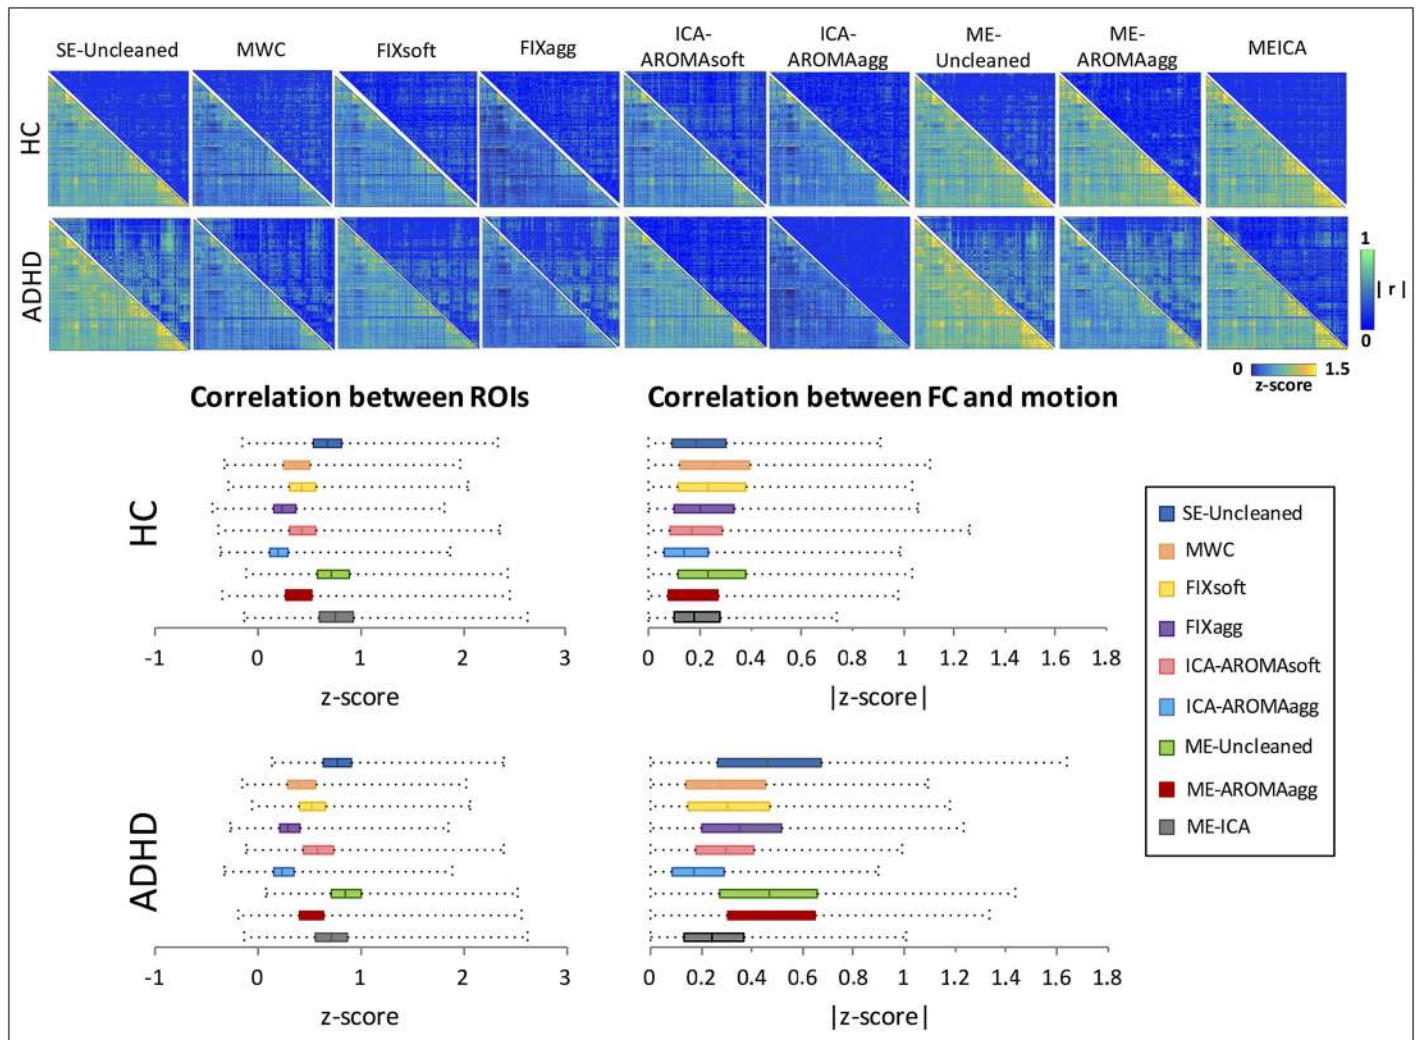 SE-Uncleaned
MWC
FIXsoft
FIXagg
ICA-
AROMAsoft
ICA-
AROMAagg
ME-
Uncleaned
ME-
AROMAagg
MEICA
HC
ADHD
1
| r |
0
0 1.5
z-score
Correlation between ROIs
Correlation between FC and motion
HC
-1 0 1 2 3
z-score
0 0.2 0.4 0.6 0.8 1 1.2 1.4 1.6 1.8
|z-score|
SE-Uncleaned
MWC
FIXsoft
FIXagg
ICA-AROMAsoft
ICA-AROMAagg
ME-Uncleaned
ME-AROMAagg
ME-ICA
ADHD
-1 0 1 2 3
z-score
0 0.2 0.4 0.6 0.8 1 1.2 1.4 1.6 1.8
|z-score|